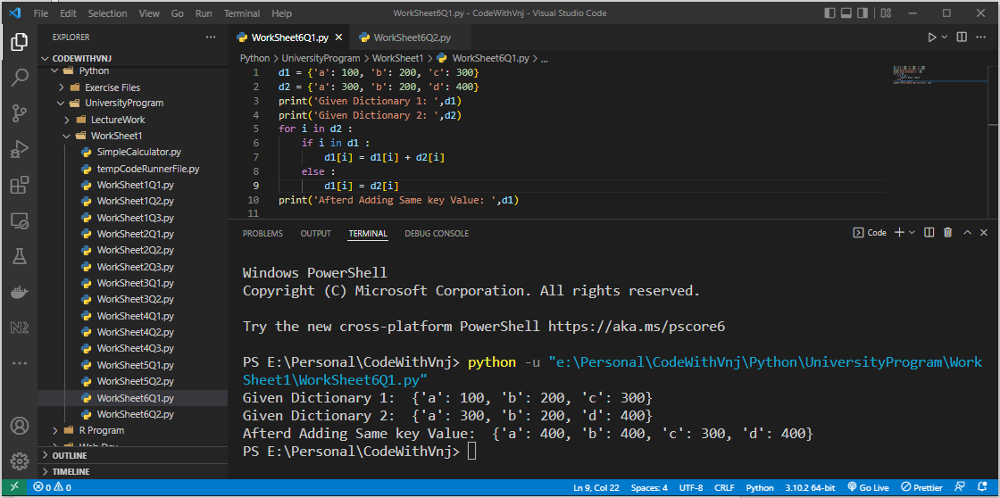 File Edit Selection View Go Run Terminal Help WorkSheet6Q1.py - CodeWithVnj - Visual Studio Code
EXPLORER
CODEWITHVNJ
Python
Exercise Files
UniversityProgram
LectureWork
WorkSheet1
SimpleCalculator.py
tempCodeRunnerFile.py
WorkSheet1Q1.py
WorkSheet1Q2.py
WorkSheet1Q3.py
WorkSheet2Q1.py
WorkSheet2Q2.py
WorkSheet2Q3.py
WorkSheet3Q1.py
WorkSheet3Q2.py
WorkSheet4Q1.py
WorkSheet4Q2.py
WorkSheet4Q3.py
WorkSheet5Q1.py
WorkSheet5Q2.py
WorkSheet6Q1.py
WorkSheet6Q2.py
R Program
OUTLINE
TIMELINE
WorkSheet6Q1.py WorkSheet6Q2.py
Python > UniversityProgram > WorkSheet1 > WorkSheet6Q1.py > ...
1 d1 = {'a': 100, 'b': 200, 'c': 300}
2 d2 = {'a': 300, 'b': 200, 'd': 400}
3 print('Given Dictionary 1: ',d1)
4 print('Given Dictionary 2: ',d2)
5 for i in d2 :
6 if i in d1 :
7 d1[i] = d1[i] + d2[i]
8 else :
9 d1[i] = d2[i]
10 print('Afterd Adding Same key Value: ',d1)
11
PROBLEMS OUTPUT TERMINAL DEBUG CONSOLE Code
Windows PowerShell
Copyright (C) Microsoft Corporation. All rights reserved.
Try the new cross-platform PowerShell https://aka.ms/pscore6
PS E:\Personal\CodeWithVnj> python -u "e:\Personal\CodeWithVnj\Python\UniversityProgram\Work
Sheet1\WorkSheet6Q1.py"
Given Dictionary 1:  {'a': 100, 'b': 200, 'c': 300}
Given Dictionary 2:  {'a': 300, 'b': 200, 'd': 400}
Afterd Adding Same key Value:  {'a': 400, 'b': 400, 'c': 300, 'd': 400}
PS E:\Personal\CodeWithVnj>
0 0 Ln 9, Col 22 Spaces: 4 UTF-8 CRLF Python 3.10.2 64-bit Go Live Prettier